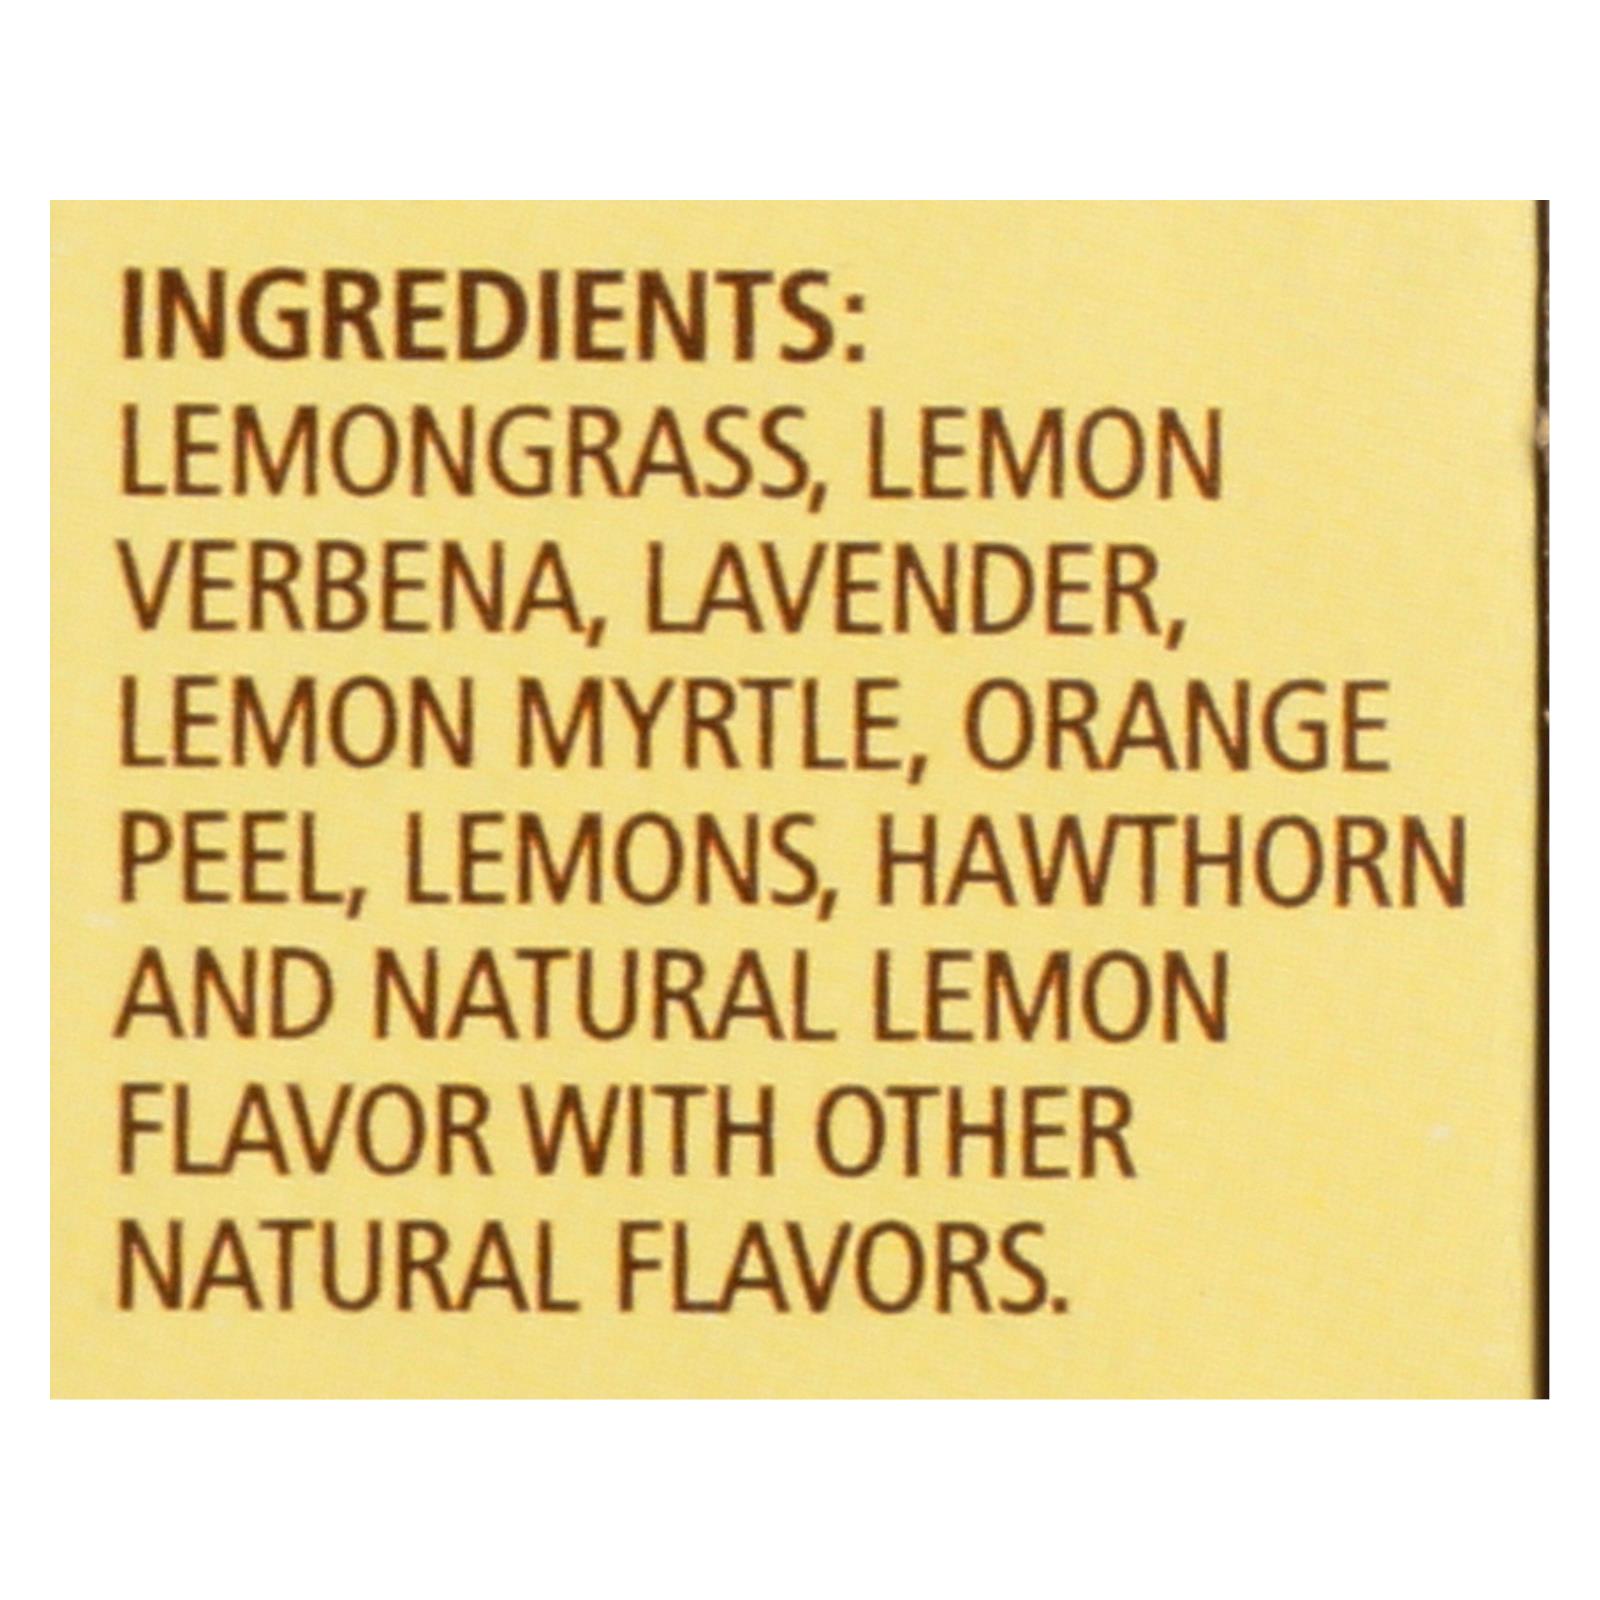 INGREDIENTS:
LEMONGRASS, LEMON
VERBENA, LAVENDER,
LEMON MYRTLE, ORANGE
PEEL, LEMONS, HAWTHORN
AND NATURAL LEMON
FLAVOR WITH OTHER
NATURAL FLAVORS.